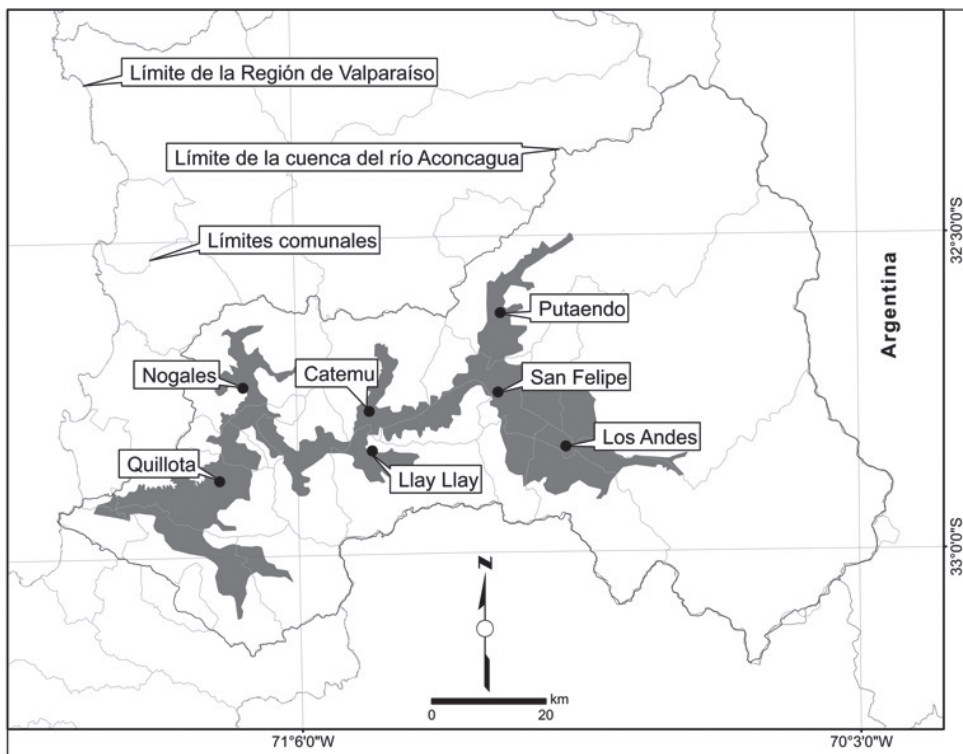 Límite de la Región de Valparaíso
Límite de la cuenca del río Aconcagua
Límites comunales
32°30'0"S
Argentina
Putaendo
Nogales
Catemu
San Felipe
Los Andes
Quillota
Llay Llay
33°0'0"S
N
km
0 20
71°6'0"W
70°3'0"W